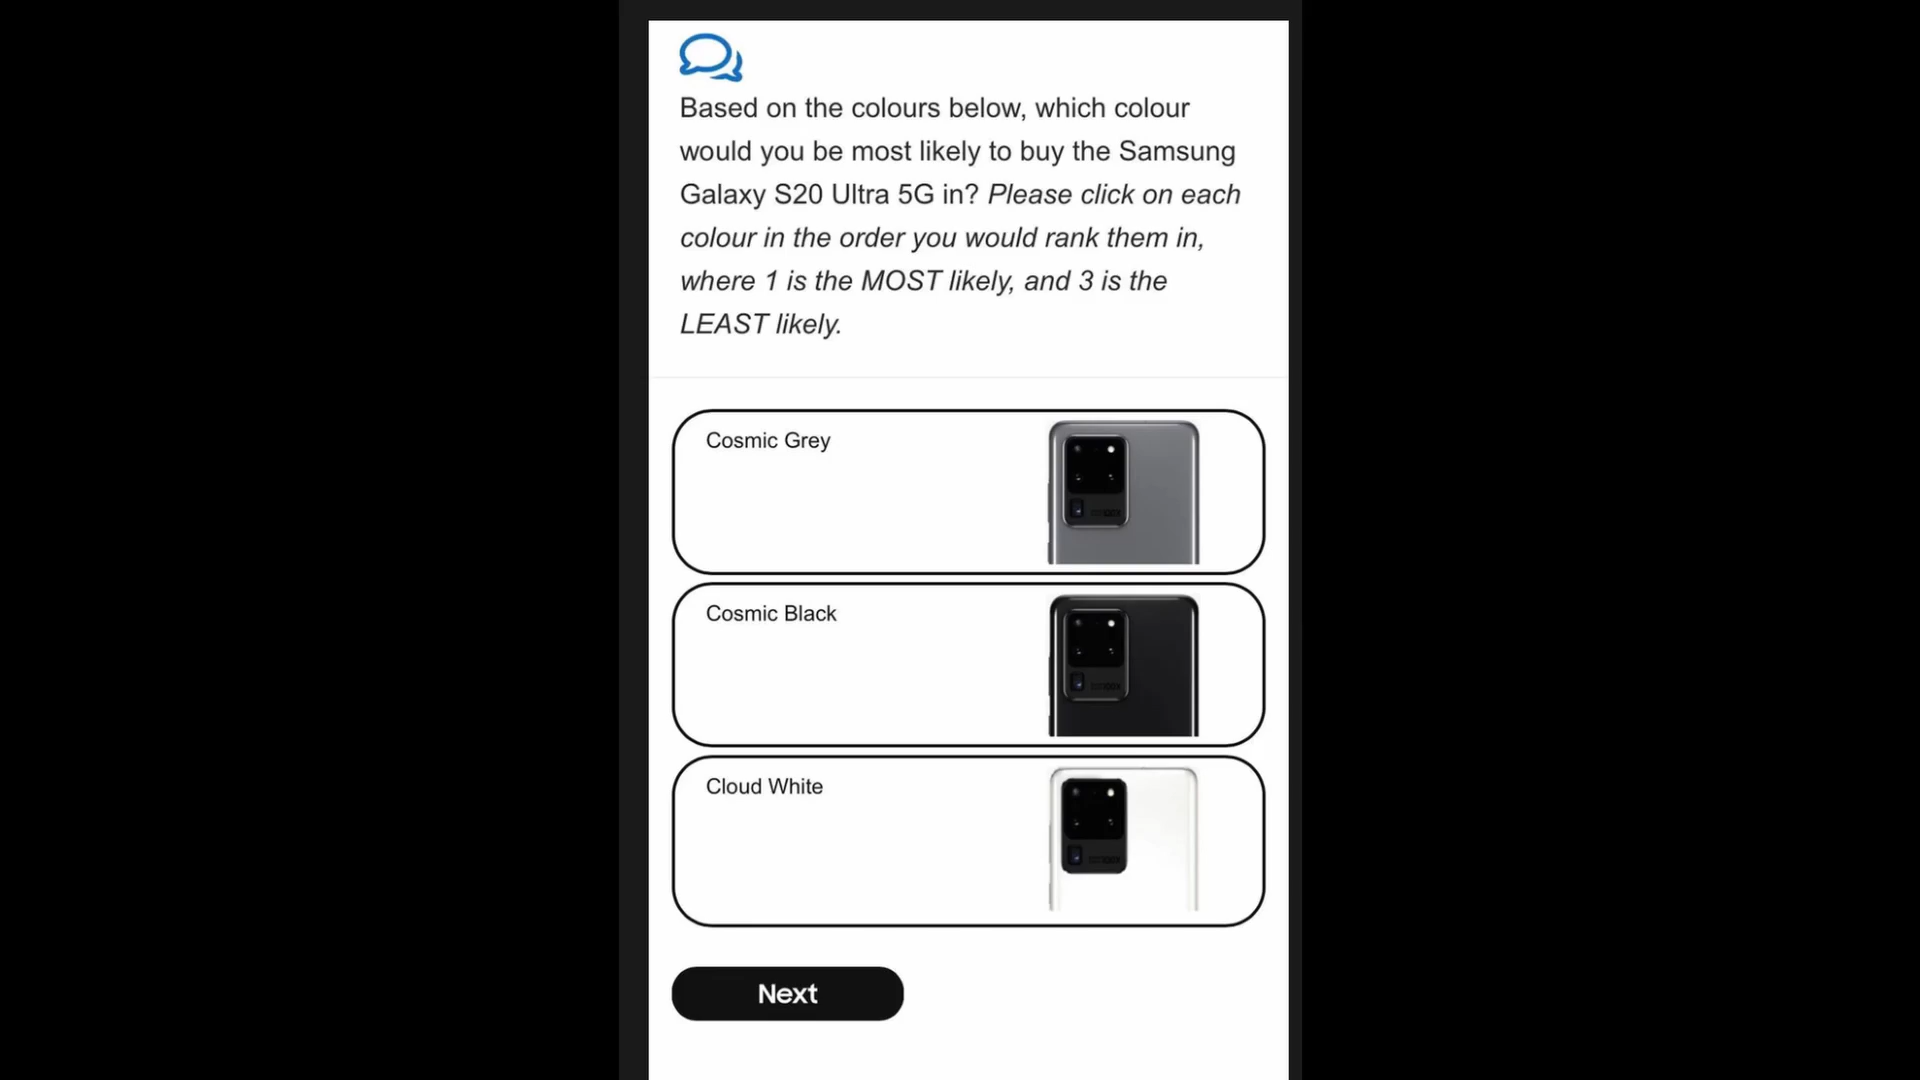 Based on the colours below, which colour
would you be most likely to buy the Samsung
Galaxy S20 Ultra 5G in? Please click on each
colour in the order you would rank them in,
where 1 is the MOST likely, and 3 is the
LEAST likely.
Cosmic Grey
Cosmic Black
Cloud White
Next